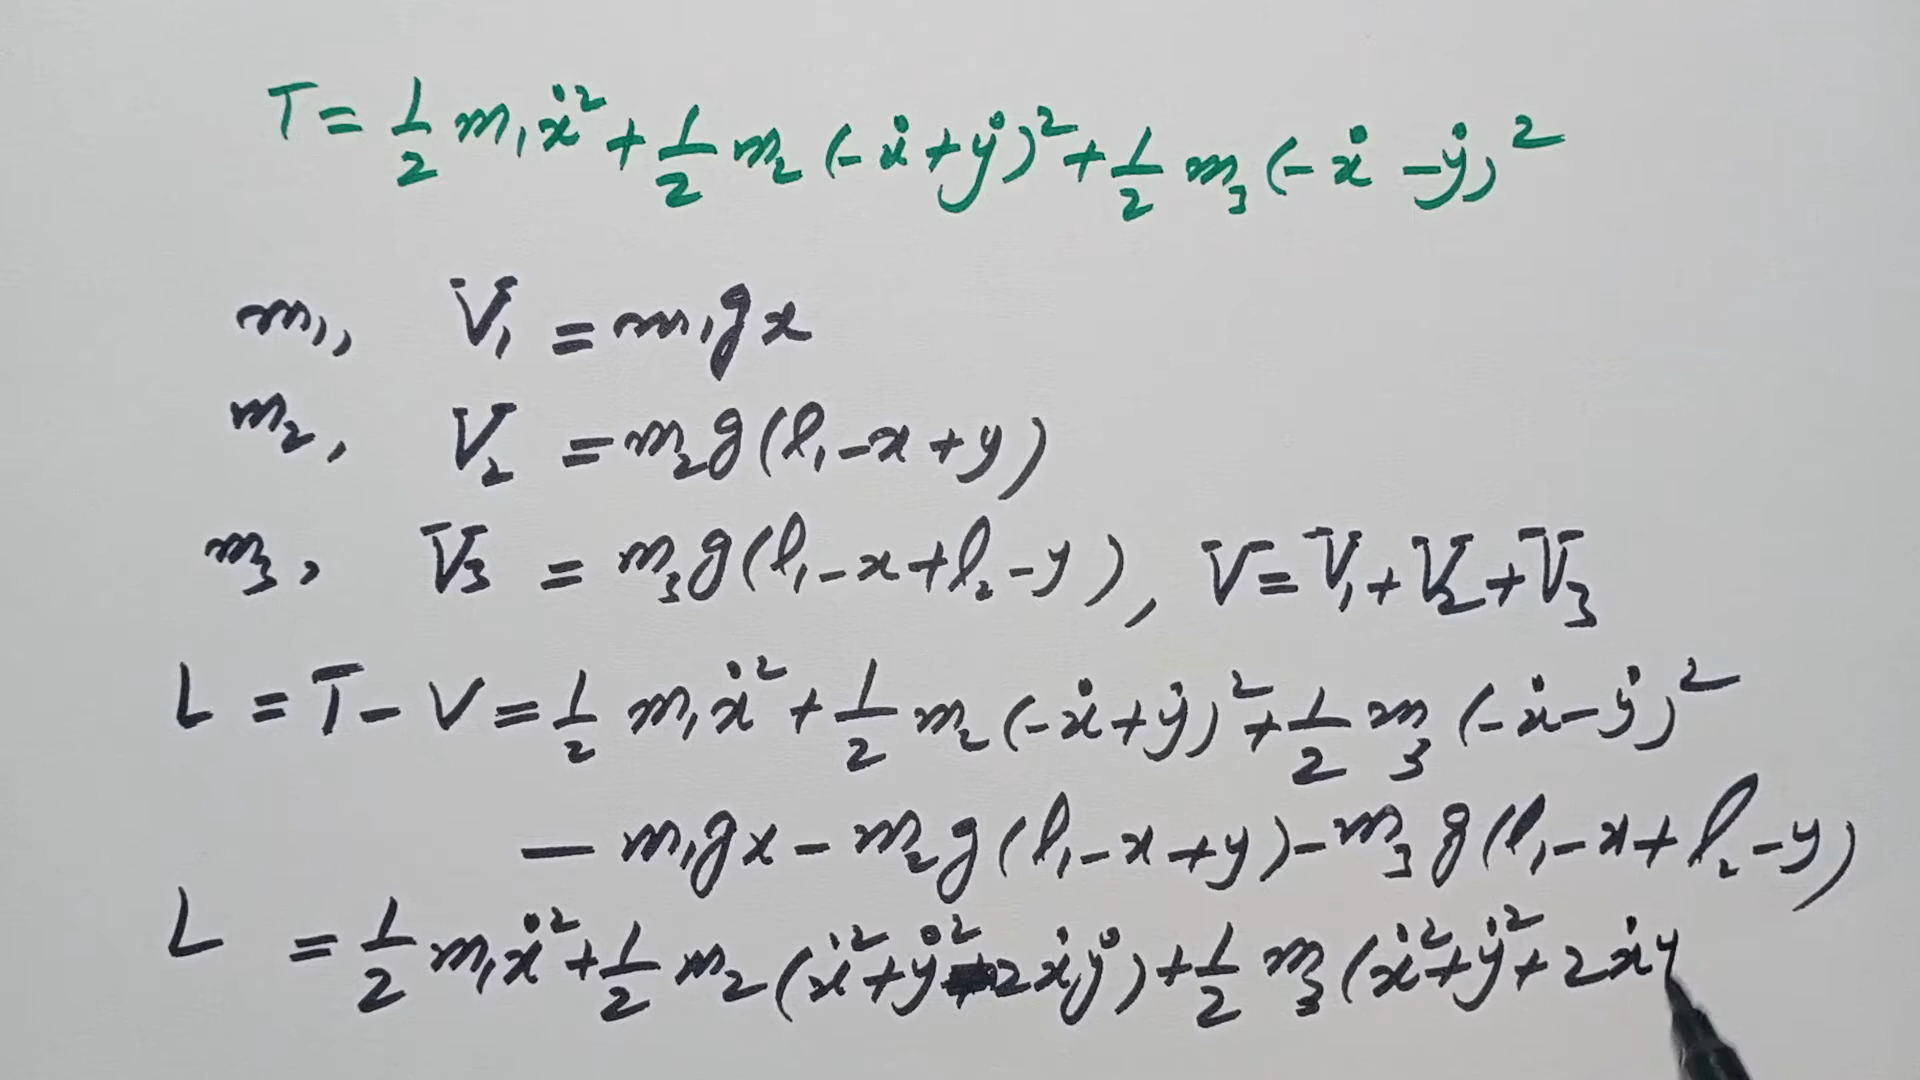 T = 1/2 m₁ẋ² + 1/2 m₂ (-ẋ+ẏ)² + 1/2 m₃ (-ẋ -ẏ)²
m₁, V₁ = m₁gx
m₂, V₂ = m₂g(l₁-x+y)
m₃, V₃ = m₃g(l₁-x+l₂-y), V = V₁+V₂+V₃
L = T - V = 1/2 m₁ẋ² + 1/2 m₂ (-ẋ+ẏ)² + 1/2 m₃ (-ẋ-ẏ)²
- m₁gx - m₂g(l₁-x+y) - m₃g(l₁-x+l₂-y)
L = 1/2 m₁ẋ² + 1/2 m₂ (ẋ²+ẏ²-2ẋẏ) + 1/2 m₃ (ẋ²+ẏ²+2ẋy